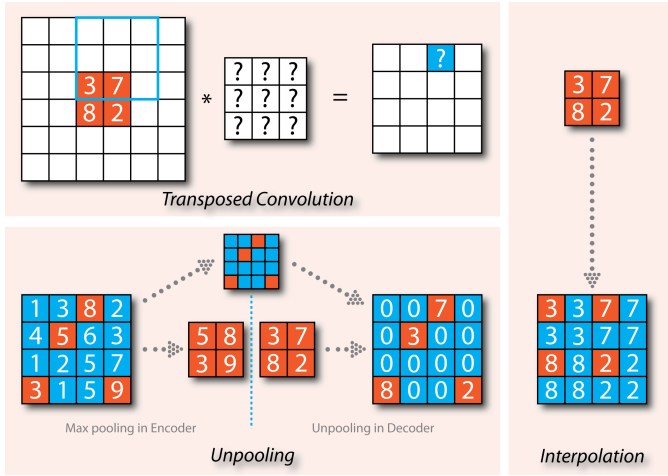 3 7
8 2
*
? ? ?
? ? ?
? ? ?
=
?
Transposed Convolution
1 3 8 2
4 5 6 3
1 2 5 7
3 1 5 9
5 8
3 9
3 7
8 2
0 0 7 0
0 3 0 0
0 0 0 0
8 0 0 2
Max pooling in Encoder
Unpooling in Decoder
Unpooling
3 7
8 2
3 3 7 7
3 3 7 7
8 8 2 2
8 8 2 2
Interpolation